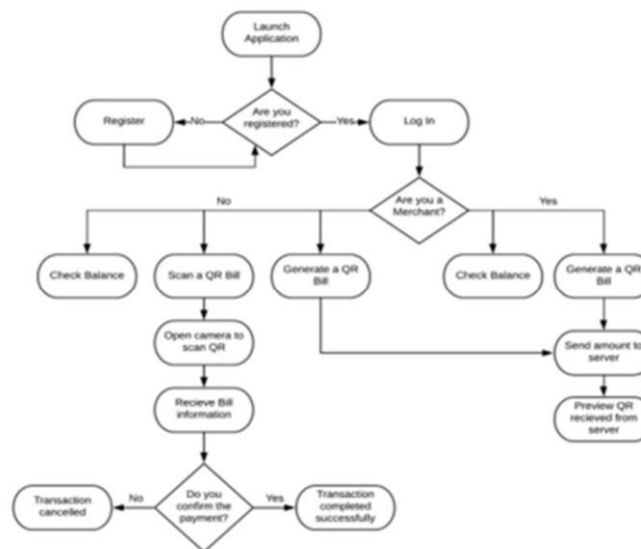 Launch
Application
Are you
registered?
No
Register
Yes
Log In
Are you a
Merchant?
No
Yes
Check Balance
Scan a QR Bill
Generate a QR
Bill
Check Balance
Generate a QR
Bill
Open camera to
scan QR
Send amount to
server
Recieve Bill
information
Preview QR
recieved from
server
Do you
confirm the
payment?
No
Transaction
cancelled
Yes
Transaction
completed
successfully